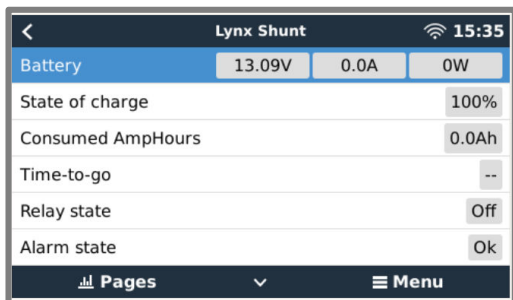 Lynx Shunt 15:35
Battery 13.09V 0.0A 0W
State of charge 100%
Consumed AmpHours 0.0Ah
Time-to-go --
Relay state Off
Alarm state Ok
Pages Menu